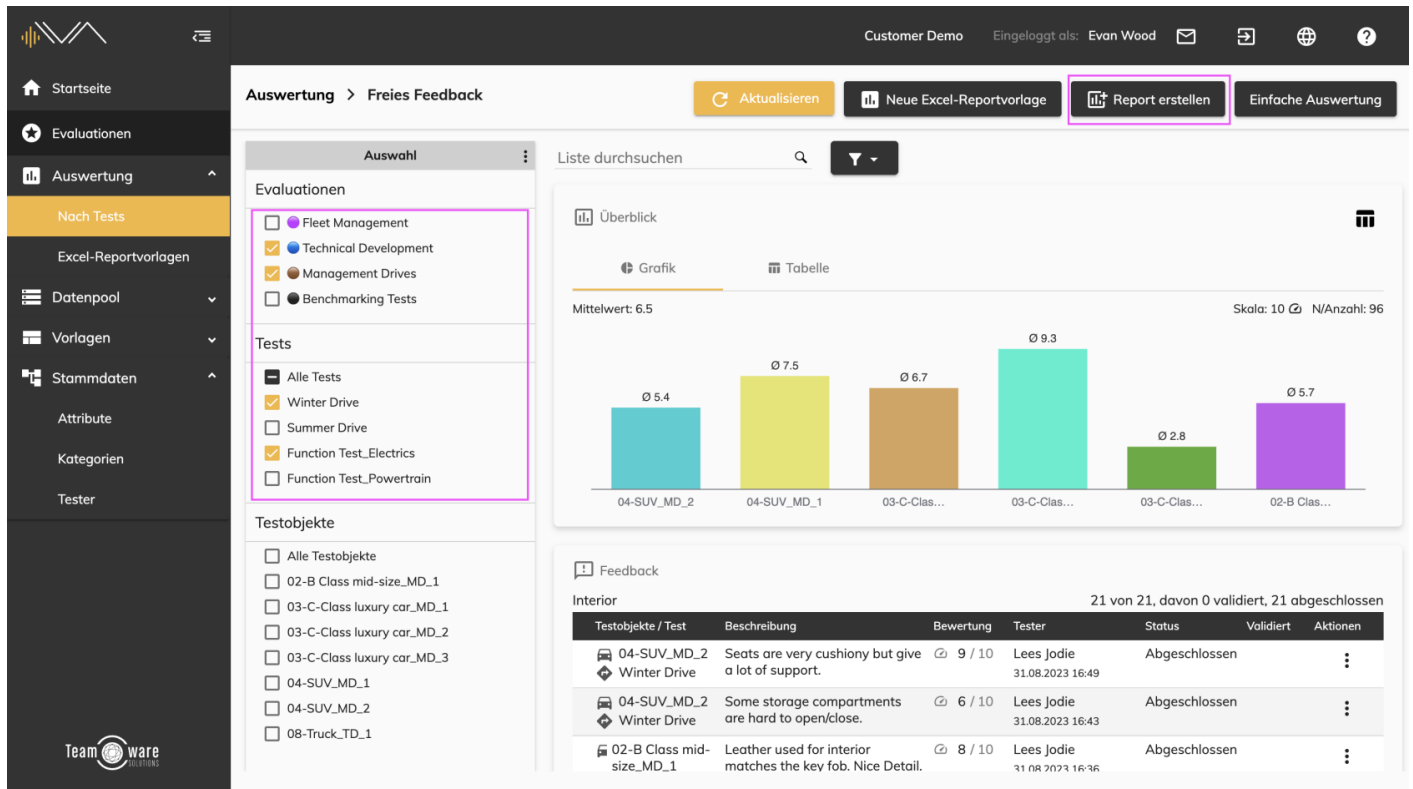 Customer Demo Eingeloggt als: Evan Wood
Startseite
Evaluationen
Auswertung
Nach Tests
Excel-Reportvorlagen
Datenpool
Vorlagen
Stammdaten
Attribute
Kategorien
Tester
Team ware
SOLUTIONS
Auswertung > Freies Feedback
Aktualisieren
Neue Excel-Reportvorlage
Report erstellen
Einfache Auswertung
Auswahl
Evaluationen
Fleet Management
Technical Development
Management Drives
Benchmarking Tests
Tests
Alle Tests
Winter Drive
Summer Drive
Function Test_Electrics
Function Test_Powertrain
Testobjekte
Alle Testobjekte
02-B Class mid-size_MD_1
03-C-Class luxury car_MD_1
03-C-Class luxury car_MD_2
03-C-Class luxury car_MD_3
04-SUV_MD_1
04-SUV_MD_2
08-Truck_TD_1
Liste durchsuchen
Überblick
Grafik Tabelle
Mittelwert: 6.5 Skala: 10 N/Anzahl: 96
Ø 5.4 Ø 7.5 Ø 6.7 Ø 9.3 Ø 2.8 Ø 5.7
04-SUV_MD_2 04-SUV_MD_1 03-C-Clas... 03-C-Clas... 03-C-Clas... 02-B Clas...
Feedback
Interior 21 von 21, davon 0 validiert, 21 abgeschlossen
Testobjekte / Test Beschreibung Bewertung Tester Status Validiert Aktionen
04-SUV_MD_2 Seats are very cushiony but give 9 / 10 Lees Jodie Abgeschlossen
Winter Drive a lot of support. 31.08.2023 16:49
04-SUV_MD_2 Some storage compartments 6 / 10 Lees Jodie Abgeschlossen
Winter Drive are hard to open/close. 31.08.2023 16:43
02-B Class mid- Leather used for interior 8 / 10 Lees Jodie Abgeschlossen
size_MD_1 matches the key fob. Nice Detail. 31.08.2023 16:36